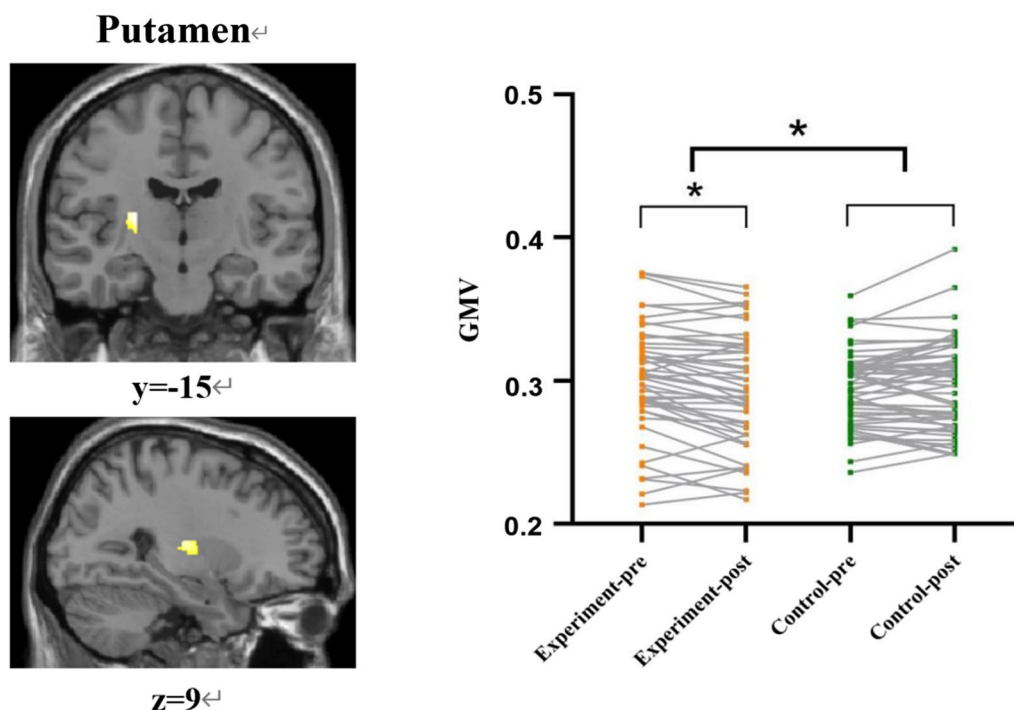 Putamen↵
y=-15↵
z=9↵
GMV
0.5
0.4
0.3
0.2
*
*
Experiment-pre
Experiment-post
Control-pre
Control-post